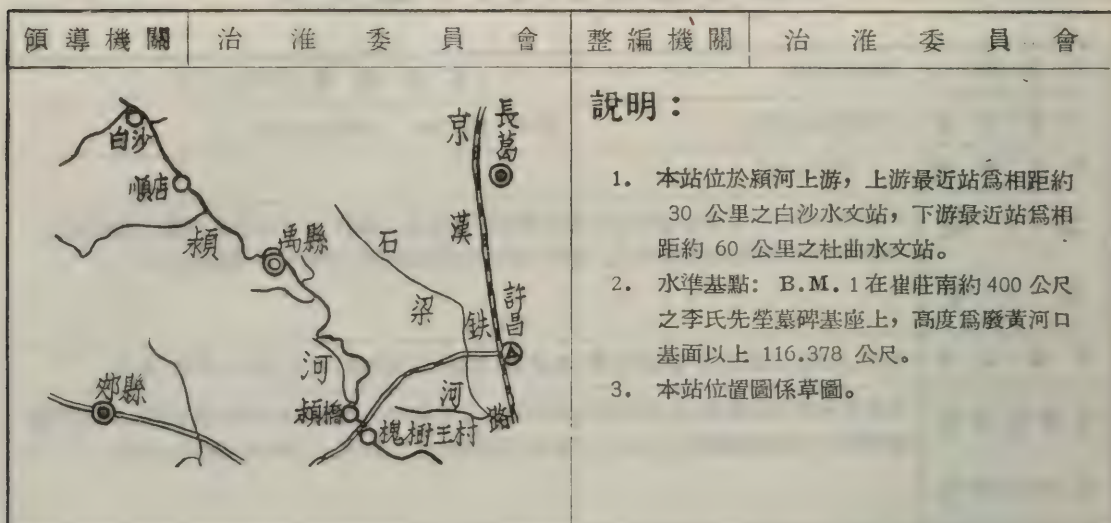 領導機關 治淮委員會 整編機關 治淮委員會
說明：
1. 本站位於潁河上游，上游最近站爲相距約
30 公里之白沙水文站，下游最近站爲相
距約 60 公里之杜曲水文站。
2. 水準基點：B.M. 1 在崔莊南約 400 公尺
之李氏先塋墓碑基座上，高度爲廢黃河口
基面以上 116.378 公尺。
3. 本站位置圖係草圖。
白沙
順店
潁
河
禹縣
石
梁
河
京
漢
鉄
路
長葛
許昌
郟縣
潁橋
槐树王村